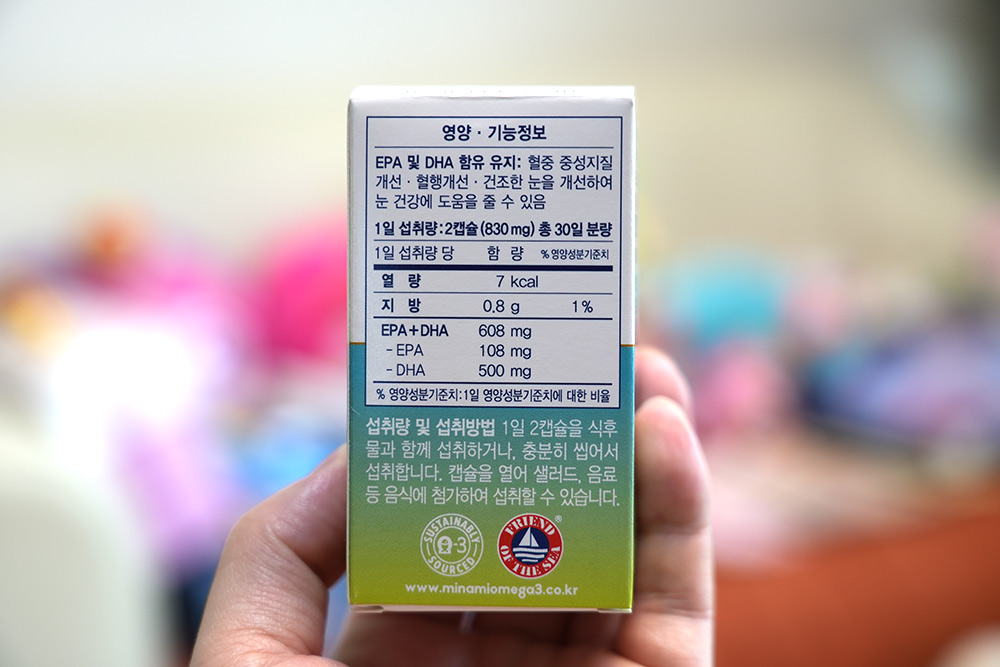 영양 · 기능정보
EPA 및 DHA 함유 유지: 혈중 중성지질
개선 · 혈행개선 · 건조한 눈을 개선하여
눈 건강에 도움을 줄 수 있음
1일 섭취량:2캡슐(830mg) 총 30일 분량
1일 섭취량 당 함 량 % 영양성분기준치
열 량 7 kcal
지 방 0.8 g 1%
EPA+DHA 608 mg
- EPA 108 mg
- DHA 500 mg
% 영양성분기준치:1일 영양성분기준치에 대한 비율
섭취량 및 섭취방법 1일 2캡슐을 식후
물과 함께 섭취하거나, 충분히 씹어서
섭취합니다. 캡슐을 열어 샐러드, 음료
등 음식에 첨가하여 섭취할 수 있습니다.
SUSTAINABLY
-3
SOURCED
FRIEND
OF THE SEA
®
www.minamiomega3.co.kr